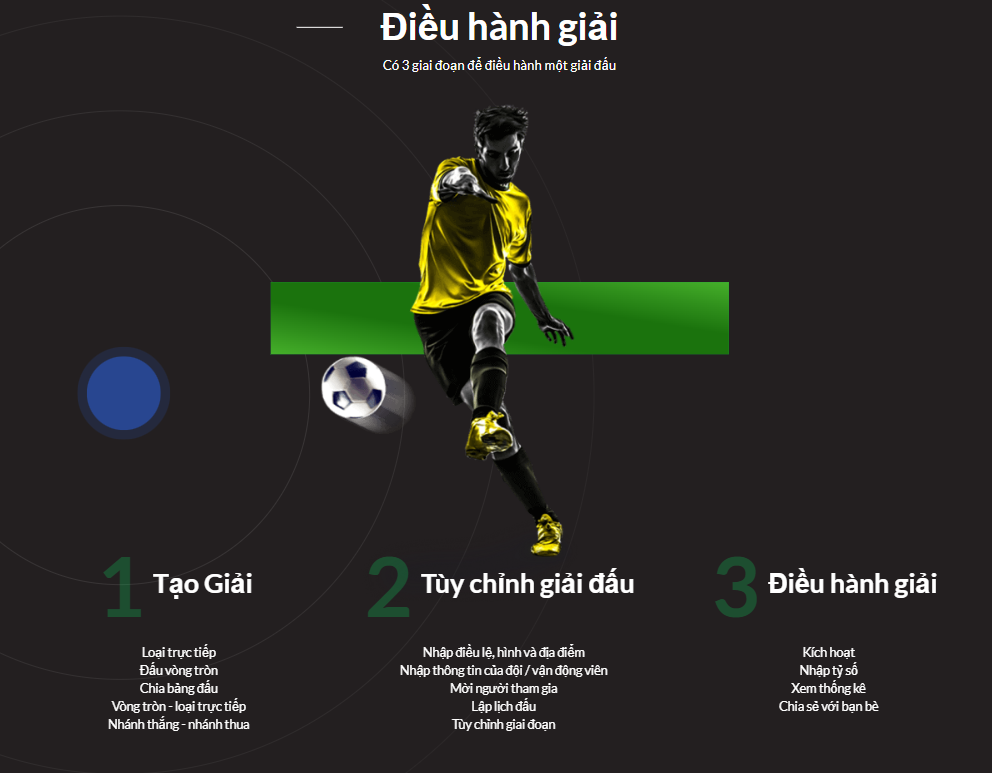 Điều hành giải
Có 3 giai đoạn để điều hành một giải đấu
1 Tạo Giải
Loại trực tiếp
Đấu vòng tròn
Chia bảng đấu
Vòng tròn - loại trực tiếp
Nhánh thắng - nhánh thua
2 Tùy chỉnh giải đấu
Nhập điều lệ, hình và địa điểm
Nhập thông tin của đội / vận động viên
Mời người tham gia
Lập lịch đấu
Tùy chỉnh giai đoạn
3 Điều hành giải
Kích hoạt
Nhập tỷ số
Xem thống kê
Chia sẻ với bạn bè